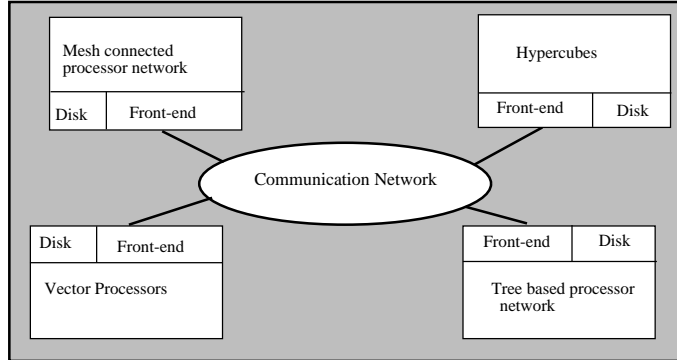 Mesh connected
processor network
Disk
Front-end
Hypercubes
Front-end
Disk
Communication Network
Disk
Front-end
Vector Processors
Front-end
Disk
Tree based processor
network